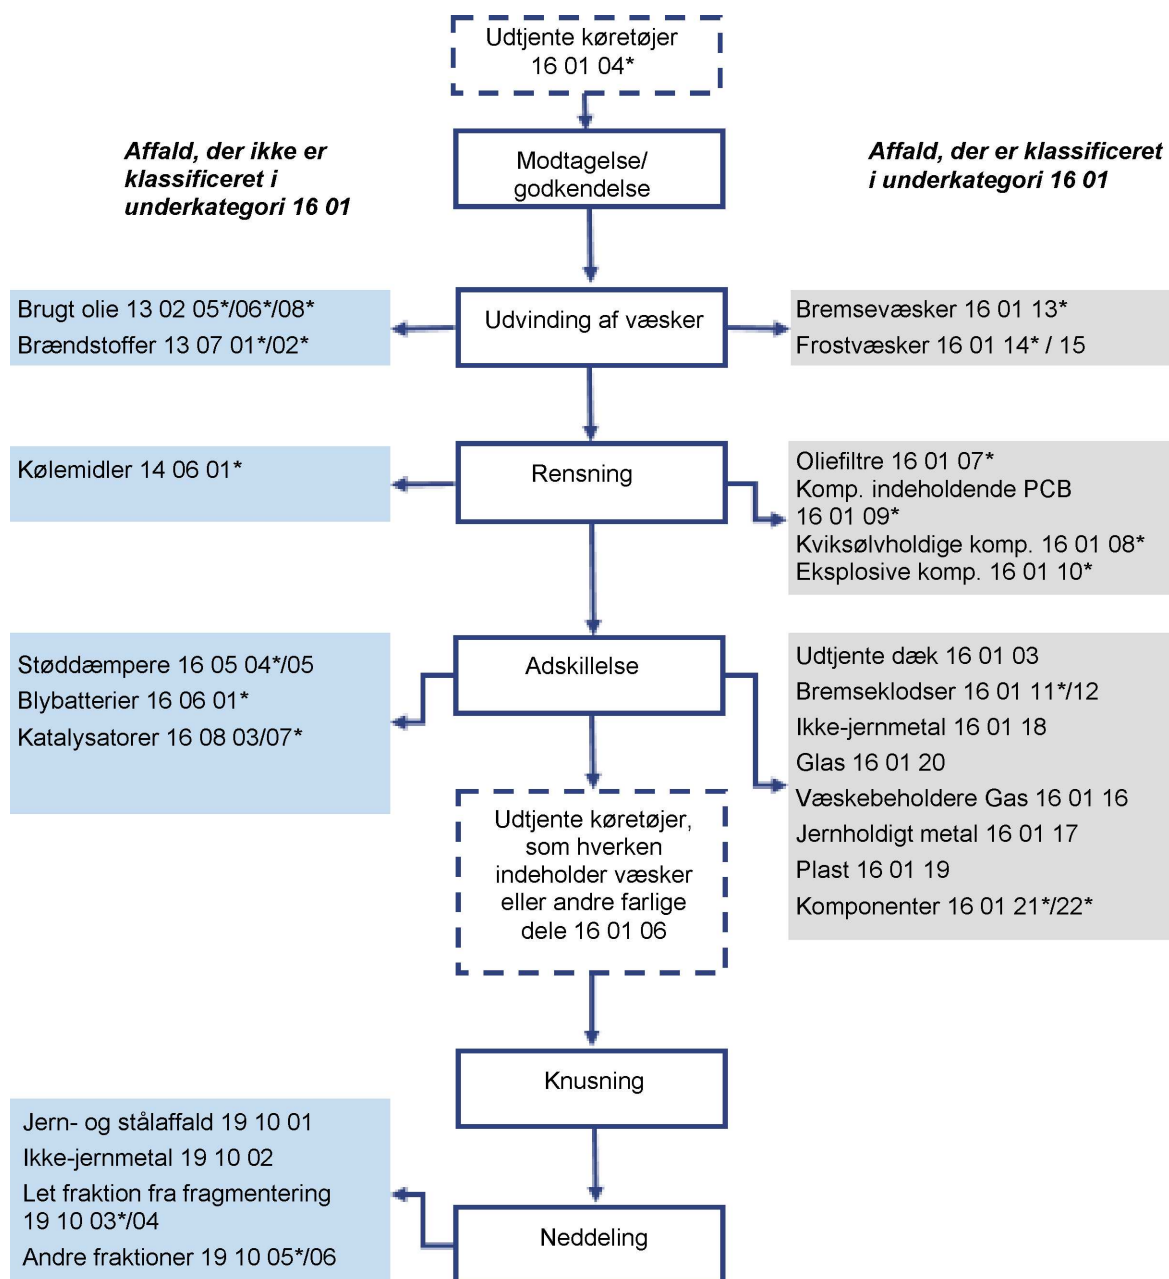 Udtjente køretøjer
16 01 04*
Affald, der ikke er
klassificeret i
underkategori 16 01
Modtagelse/
godkendelse
Affald, der er klassificeret
i underkategori 16 01
Brugt olie 13 02 05*/06*/08*
Brændstoffer 13 07 01*/02*
Udvinding af væsker
Bremsevæsker 16 01 13*
Frostvæsker 16 01 14* / 15
Kølemidler 14 06 01*
Rensning
Oliefiltre 16 01 07*
Komp. indeholdende PCB
16 01 09*
Kviksølvholdige komp. 16 01 08*
Eksplosive komp. 16 01 10*
Støddæmpere 16 05 04*/05
Blybatterier 16 06 01*
Katalysatorer 16 08 03/07*
Adskillelse
Udtjente dæk 16 01 03
Bremseklodser 16 01 11*/12
Ikke-jernmetal 16 01 18
Glas 16 01 20
Væskebeholdere Gas 16 01 16
Jernholdigt metal 16 01 17
Plast 16 01 19
Komponenter 16 01 21*/22*
Udtjente køretøjer,
som hverken
indeholder væsker
eller andre farlige
dele 16 01 06
Knusning
Jern- og stålaffald 19 10 01
Ikke-jernmetal 19 10 02
Let fraktion fra fragmentering
19 10 03*/04
Andre fraktioner 19 10 05*/06
Neddeling